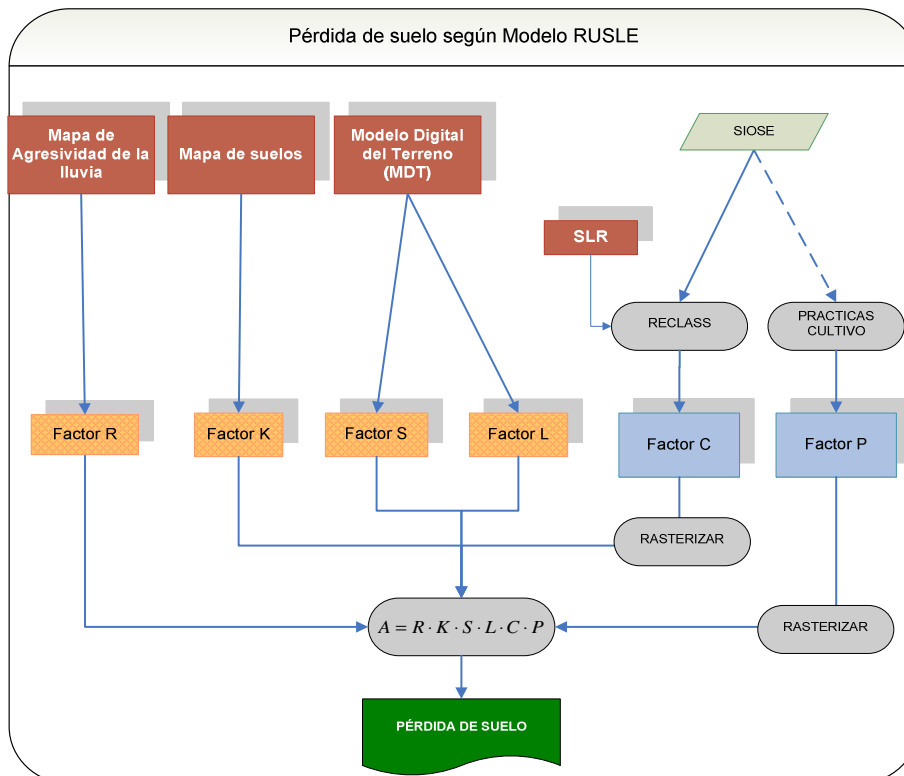 Pérdida de suelo según Modelo RUSLE
Mapa de
Agresividad de la
lluvia
Mapa de suelos
Modelo Digital
del Terreno
(MDT)
SIOSE
SLR
RECLASS
PRACTICAS
CULTIVO
Factor R
Factor K
Factor S
Factor L
Factor C
Factor P
RASTERIZAR
A = R · K · S · L · C · P
RASTERIZAR
PÉRDIDA DE SUELO